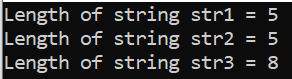 Length of string str1 = 5
Length of string str2 = 5
Length of string str3 = 8